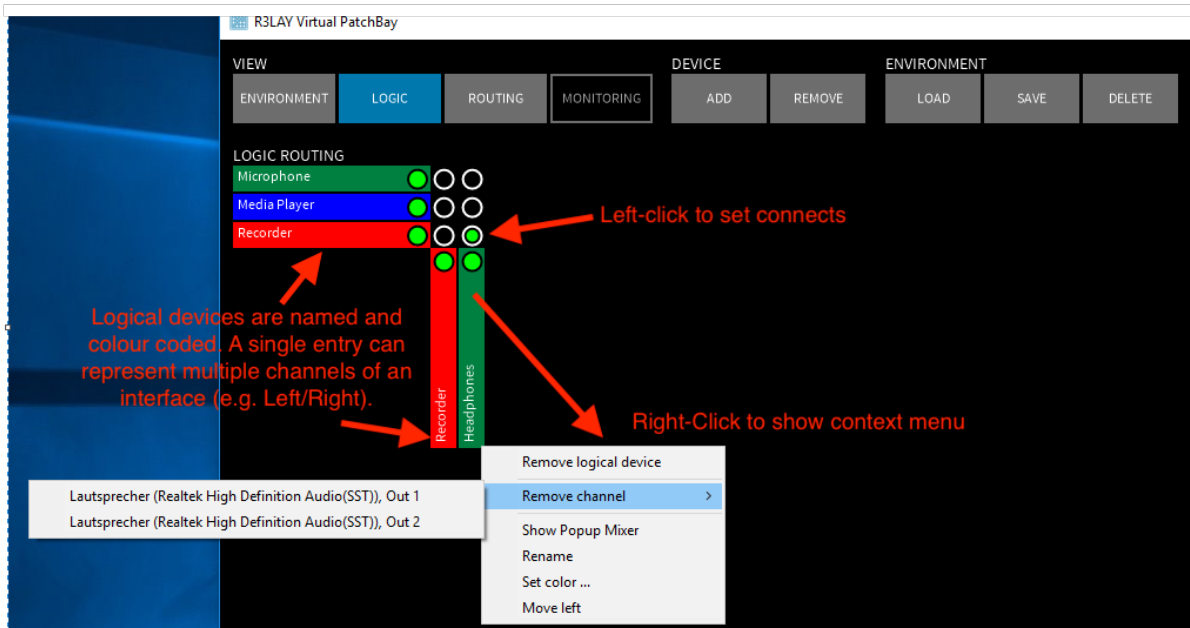 R3LAY Virtual PatchBay
VIEW
DEVICE
ENVIRONMENT
ENVIRONMENT
LOGIC
ROUTING
MONITORING
ADD
REMOVE
LOAD
SAVE
DELETE
LOGIC ROUTING
Microphone
Media Player
Recorder
Left-click to set connects
Logical devices are named and
colour coded. A single entry can
represent multiple channels of an
interface (e.g. Left/Right).
Recorder
Headphones
Right-Click to show context menu
Remove logical device
Remove channel >
Lautsprecher (Realtek High Definition Audio(SST)), Out 1
Lautsprecher (Realtek High Definition Audio(SST)), Out 2
Show Popup Mixer
Rename
Set color ...
Move left